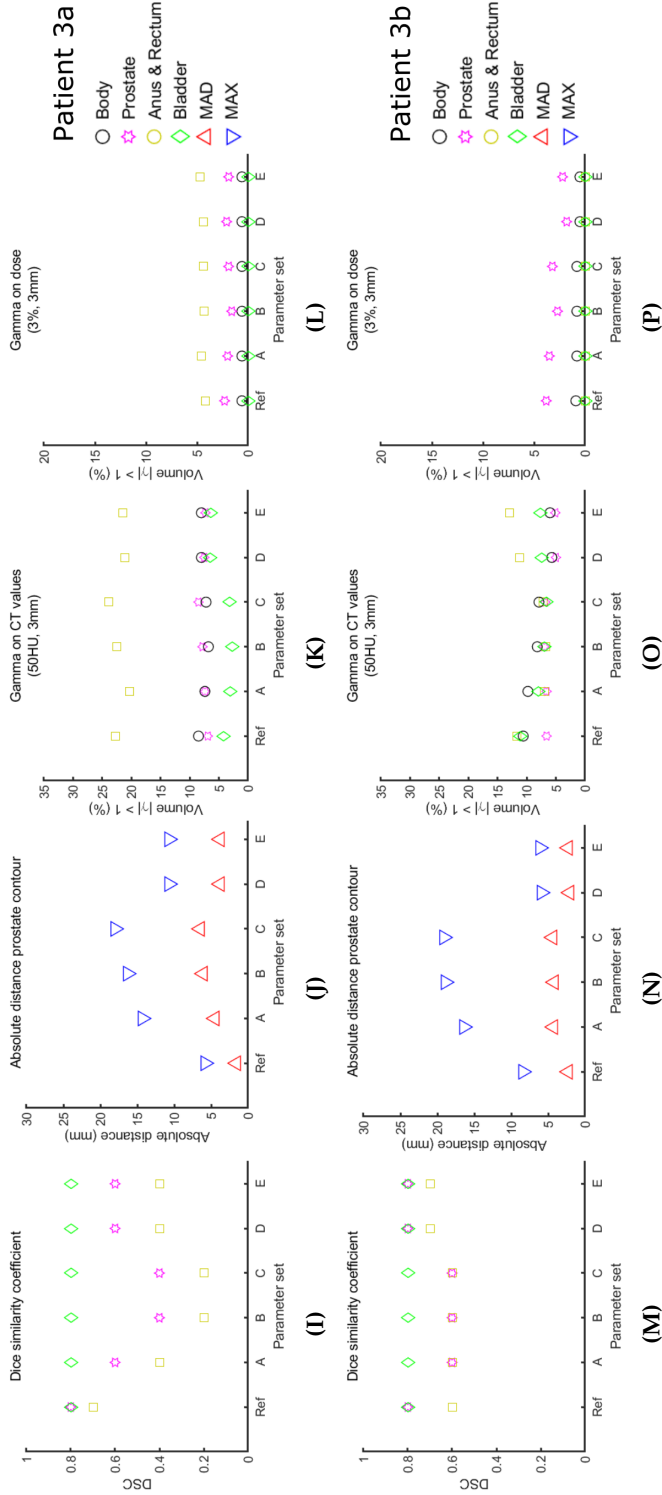 Patient 3a
Body
Prostate
Anus & Rectum
Bladder
MAD
MAX
Dice similarity coefficient
DSC
1
0.8
0.6
0.4
0.2
Ref A B C D E
Parameter set
(I)
Absolute distance prostate contour
Absolute distance (mm)
30
25
20
15
10
5
0
Ref A B C D E
Parameter set
(J)
Gamma on CT values
(50HU, 3mm)
Volume |γ| > 1 (%)
35
30
25
20
15
10
5
0
Ref A B C D E
Parameter set
(K)
Gamma on dose
(3%, 3mm)
Volume |γ| > 1 (%)
20
15
10
5
0
Ref A B C D E
Parameter set
(L)
Patient 3b
Body
Prostate
Anus & Rectum
Bladder
MAD
MAX
Dice similarity coefficient
DSC
1
0.8
0.6
0.4
0.2
Ref A B C D E
Parameter set
(M)
Absolute distance prostate contour
Absolute distance (mm)
30
25
20
15
10
5
0
Ref A B C D E
Parameter set
(N)
Gamma on CT values
(50HU, 3mm)
Volume |γ| > 1 (%)
35
30
25
20
15
10
5
0
Ref A B C D E
Parameter set
(O)
Gamma on dose
(3%, 3mm)
Volume |γ| > 1 (%)
20
15
10
5
0
Ref A B C D E
Parameter set
(P)